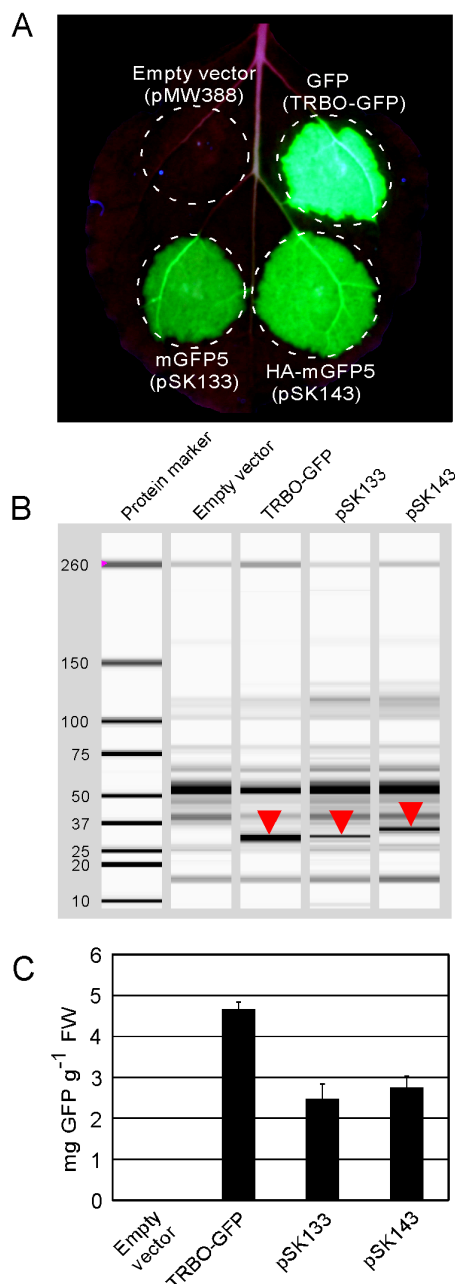 A
Empty vector
(pMW388)
GFP
(TRBO-GFP)
mGFP5
(pSK133)
HA-mGFP5
(pSK143)
B
Protein marker
Empty vector
TRBO-GFP
pSK133
pSK143
260
150
100
75
50
37
25
20
10
C
mg GFP g⁻¹ FW
6
5
4
3
2
1
0
Empty
vector
TRBO-GFP
pSK133
pSK143